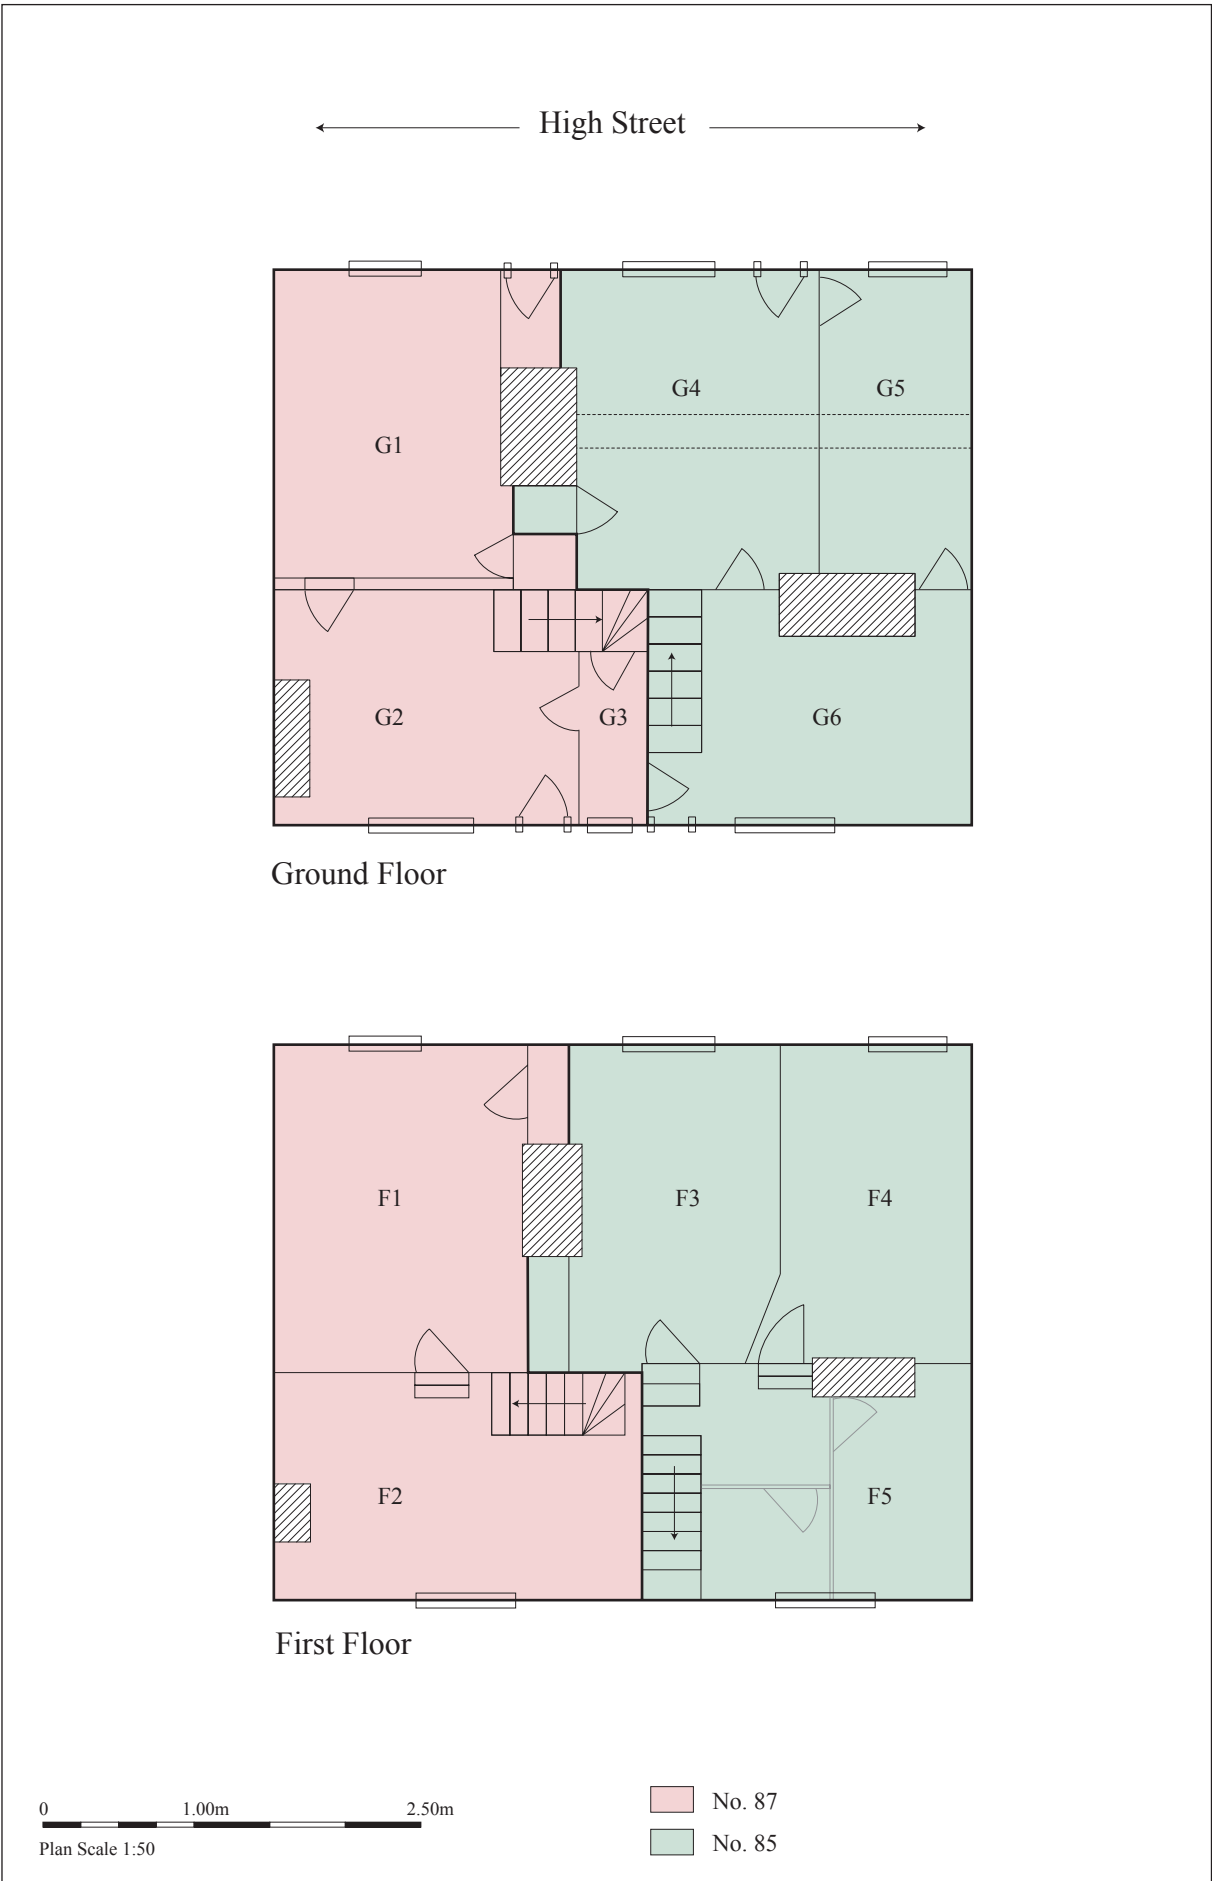 High Street
G4 G5
G1
G2 G3 G6
Ground Floor
F1 F3 F4
F2 F5
First Floor
0 1.00m 2.50m
Plan Scale 1:50
No. 87
No. 85